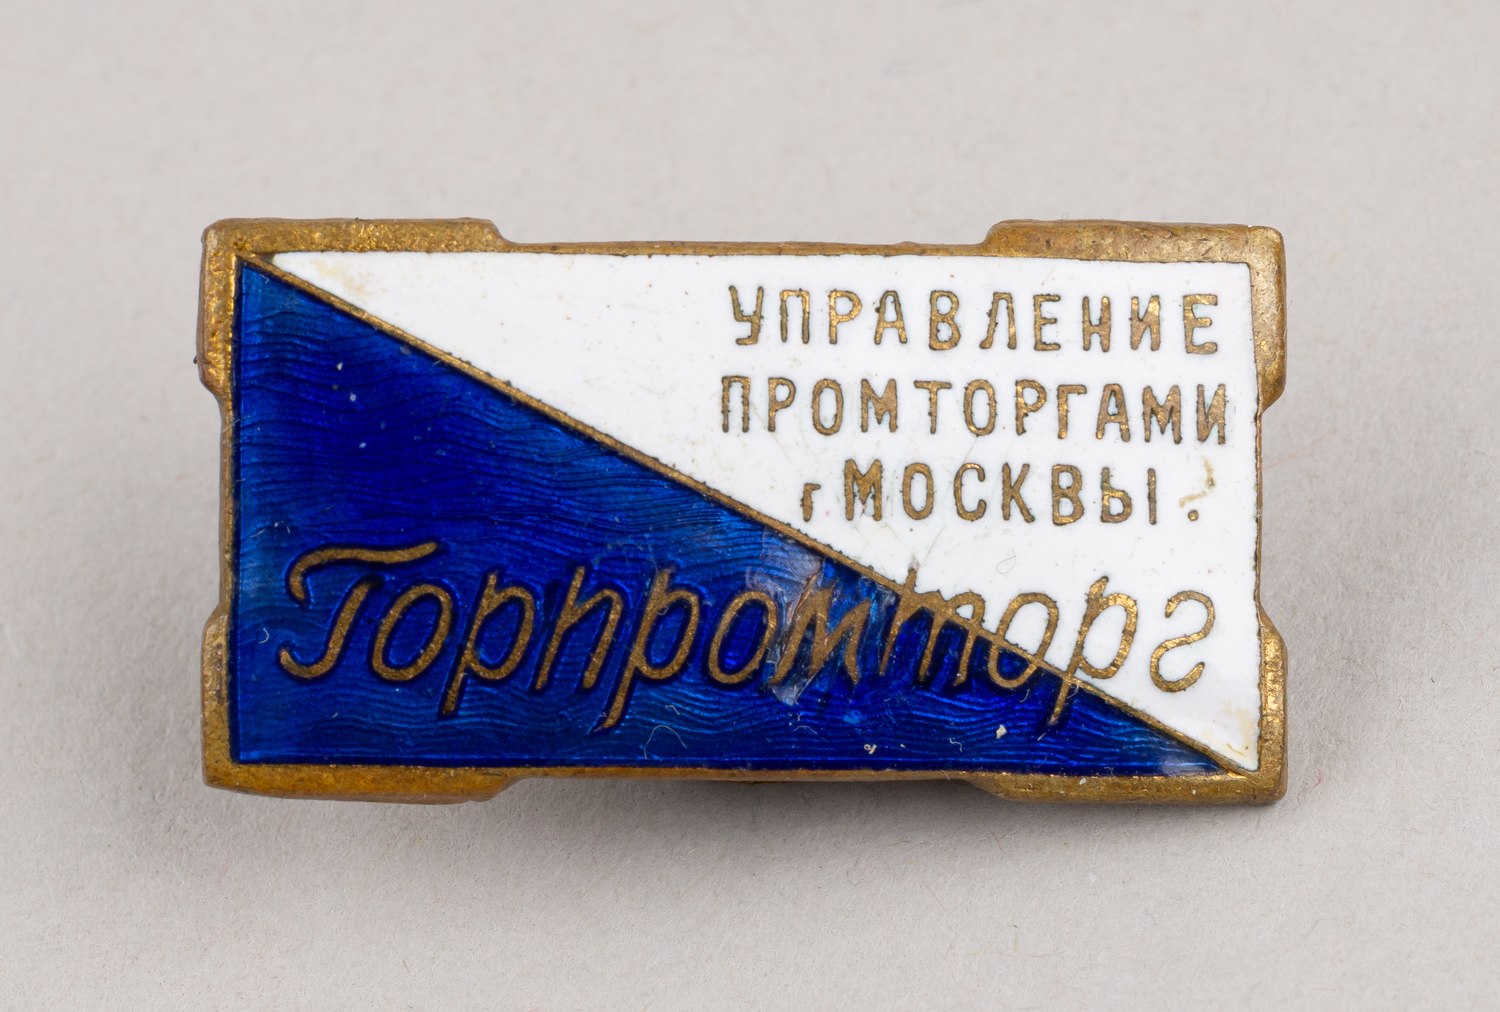 УПРАВЛЕНИЕ
ПРОМТОРГАМИ
г МОСКВЫ.
Горпромторг